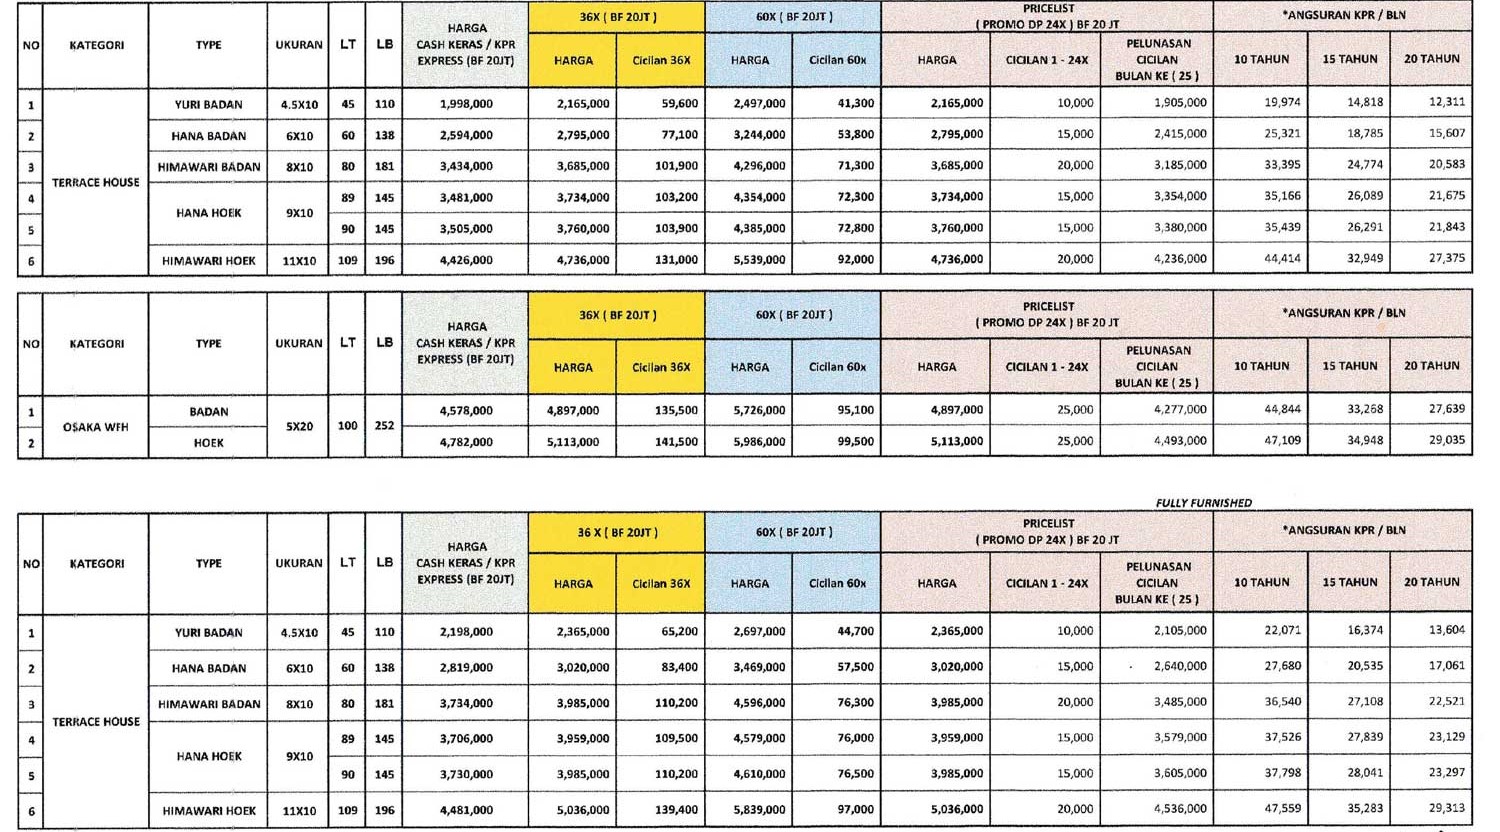 NO KATEGORI TYPE UKURAN LT LB HARGA CASH KERAS / KPR EXPRESS (BF 20JT) 36X ( BF 20JT ) 60X ( BF 20JT ) PRICELIST ( PROMO DP 24X ) BF 20 JT *ANGSURAN KPR / BLN
HARGA Cicilan 36X HARGA Cicilan 60x HARGA CICILAN 1 - 24X PELUNASAN CICILAN BULAN KE ( 25 ) 10 TAHUN 15 TAHUN 20 TAHUN
TERRACE HOUSE
1 YURI BADAN 4.5X10 45 110 1,998,000 2,165,000 59,600 2,497,000 41,300 2,165,000 10,000 1,905,000 19,974 14,818 12,311
2 HANA BADAN 6X10 60 138 2,594,000 2,795,000 77,100 3,244,000 53,800 2,795,000 15,000 2,415,000 25,321 18,785 15,607
3 HIMAWARI BADAN 8X10 80 181 3,434,000 3,685,000 101,900 4,296,000 71,300 3,685,000 20,000 3,185,000 33,395 24,774 20,583
4 HANA HOEK 9X10 89 145 3,481,000 3,734,000 103,200 4,354,000 72,300 3,734,000 15,000 3,354,000 35,166 26,089 21,675
5 90 145 3,505,000 3,760,000 103,900 4,385,000 72,800 3,760,000 15,000 3,380,000 35,439 26,291 21,843
6 HIMAWARI HOEK 11X10 109 196 4,426,000 4,736,000 131,000 5,539,000 92,000 4,736,000 20,000 4,236,000 44,414 32,949 27,375
NO KATEGORI TYPE UKURAN LT LB HARGA CASH KERAS / KPR EXPRESS (BF 20JT) 36X ( BF 20JT ) 60X ( BF 20JT ) PRICELIST ( PROMO DP 24X ) BF 20 JT *ANGSURAN KPR / BLN
HARGA Cicilan 36X HARGA Cicilan 60x HARGA CICILAN 1 - 24X PELUNASAN CICILAN BULAN KE ( 25 ) 10 TAHUN 15 TAHUN 20 TAHUN
1 OSAKA WFH BADAN 5X20 100 252 4,578,000 4,897,000 135,500 5,726,000 95,100 4,897,000 25,000 4,277,000 44,844 33,268 27,639
2 HOEK 4,782,000 5,113,000 141,500 5,986,000 99,500 5,113,000 25,000 4,493,000 47,109 34,948 29,035
FULLY FURNISHED
NO KATEGORI TYPE UKURAN LT LB HARGA CASH KERAS / KPR EXPRESS (BF 20JT) 36 X ( BF 20JT ) 60X ( BF 20JT ) PRICELIST ( PROMO DP 24X ) BF 20 JT *ANGSURAN KPR / BLN
HARGA Cicilan 36X HARGA Cicilan 60x HARGA CICILAN 1 - 24X PELUNASAN CICILAN BULAN KE ( 25 ) 10 TAHUN 15 TAHUN 20 TAHUN
TERRACE HOUSE
1 YURI BADAN 4.5X10 45 110 2,198,000 2,365,000 65,200 2,697,000 44,700 2,365,000 10,000 2,105,000 22,071 16,374 13,604
2 HANA BADAN 6X10 60 138 2,819,000 3,020,000 83,400 3,469,000 57,500 3,020,000 15,000 2,640,000 27,680 20,535 17,061
3 HIMAWARI BADAN 8X10 80 181 3,734,000 3,985,000 110,200 4,596,000 76,300 3,985,000 20,000 3,485,000 36,540 27,108 22,521
4 HANA HOEK 9X10 89 145 3,706,000 3,959,000 109,500 4,579,000 76,000 3,959,000 15,000 3,579,000 37,526 27,839 23,129
5 90 145 3,730,000 3,985,000 110,200 4,610,000 76,500 3,985,000 15,000 3,605,000 37,798 28,041 23,297
6 HIMAWARI HOEK 11X10 109 196 4,481,000 5,036,000 139,400 5,839,000 97,000 5,036,000 20,000 4,536,000 47,559 35,283 29,313